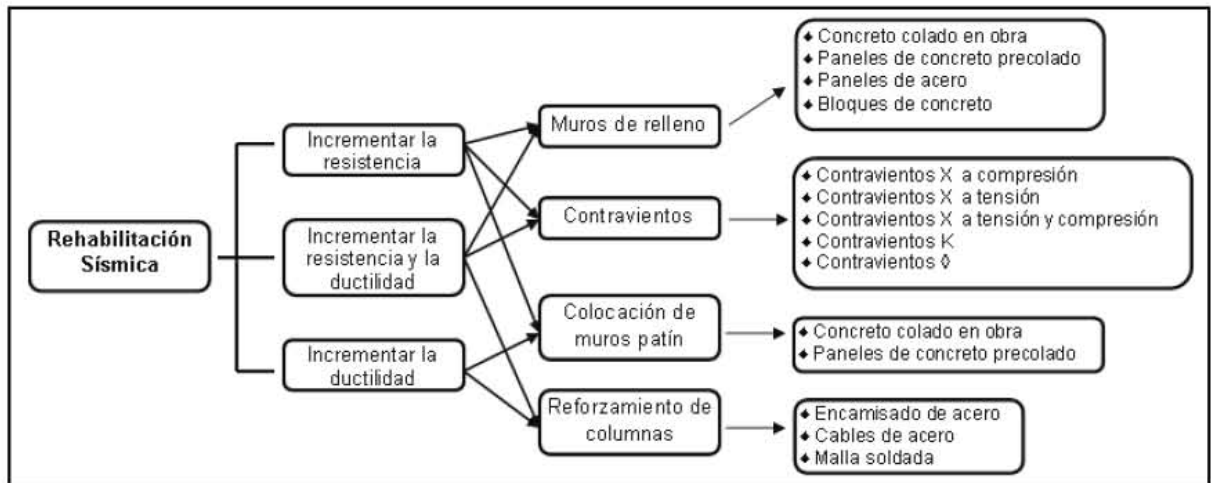 Rehabilitación
Sísmica
Incrementar la
resistencia
Incrementar la
resistencia y la
ductilidad
Incrementar la
ductilidad
Muros de relleno
Contravientos
Colocación de
muros patín
Reforzamiento de
columnas
♦ Concreto colado en obra
♦ Paneles de concreto precolado
♦ Paneles de acero
♦ Bloques de concreto
♦ Contravientos X a compresión
♦ Contravientos X a tensión
♦ Contravientos X a tensión y compresión
♦ Contravientos K
♦ Contravientos ◊
♦ Concreto colado en obra
♦ Paneles de concreto precolado
♦ Encamisado de acero
♦ Cables de acero
♦ Malla soldada